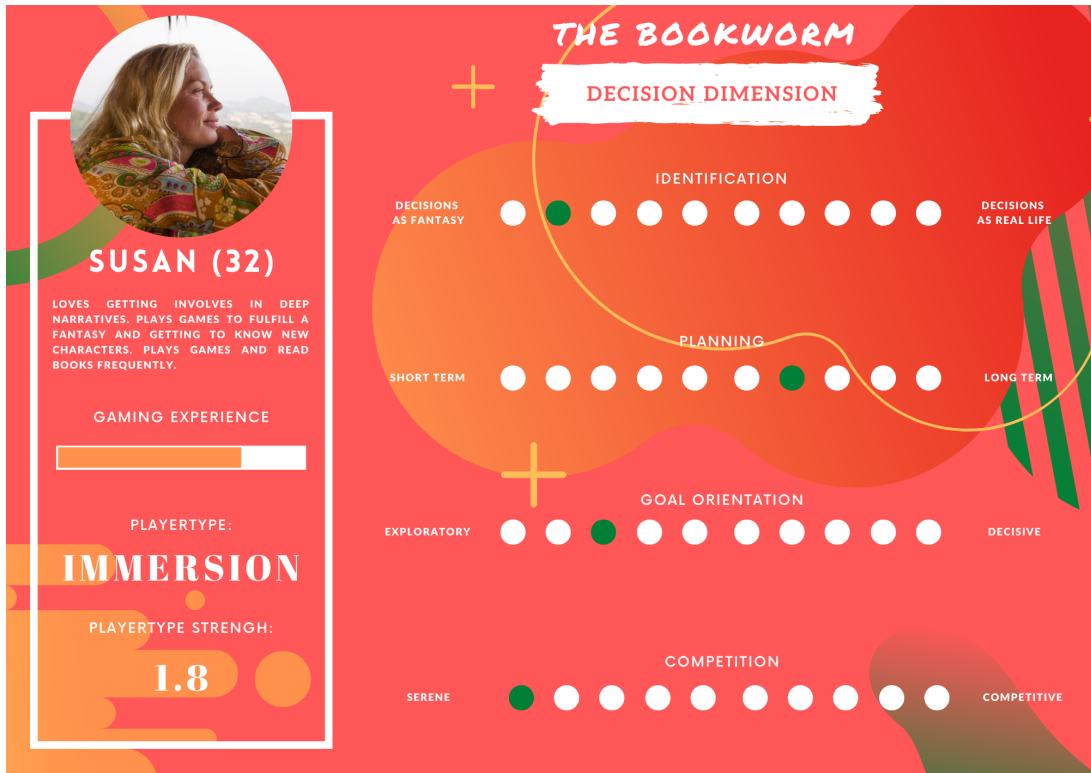 THE BOOKWORM
DECISION DIMENSION
SUSAN (32)
LOVES GETTING INVOLVES IN DEEP
NARRATIVES. PLAYS GAMES TO FULFILL A
FANTASY AND GETTING TO KNOW NEW
CHARACTERS. PLAYS GAMES AND READ
BOOKS FREQUENTLY.
GAMING EXPERIENCE
PLAYERTYPE:
IMMERSION
PLAYERTYPE STRENGH:
1.8
IDENTIFICATION
DECISIONS
AS FANTASY
DECISIONS
AS REAL LIFE
PLANNING
SHORT TERM
LONG TERM
GOAL ORIENTATION
EXPLORATORY
DECISIVE
COMPETITION
SERENE
COMPETITIVE